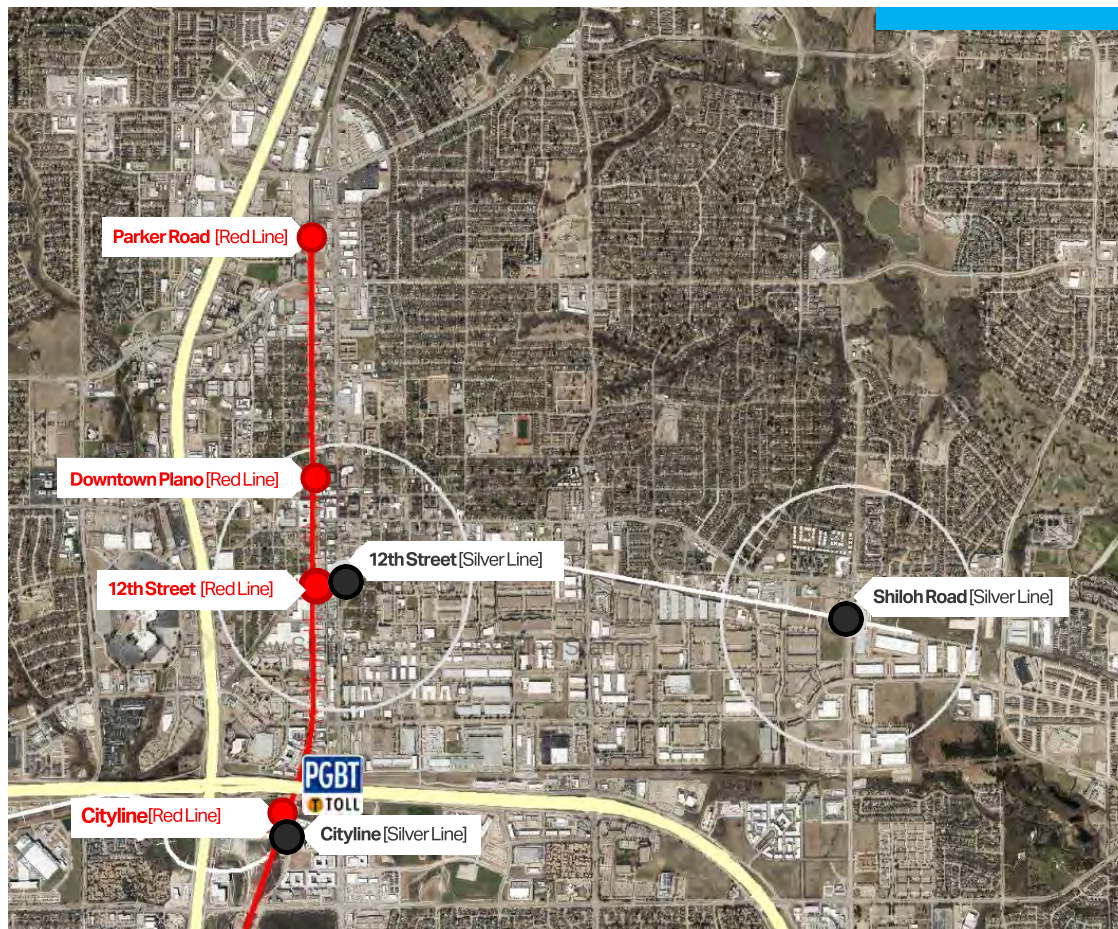 Parker Road [Red Line]
Downtown Plano [Red Line]
12th Street [Silver Line]
12th Street [Red Line]
Shiloh Road [Silver Line]
PGBT
T TOLL
Cityline [Red Line]
Cityline [Silver Line]